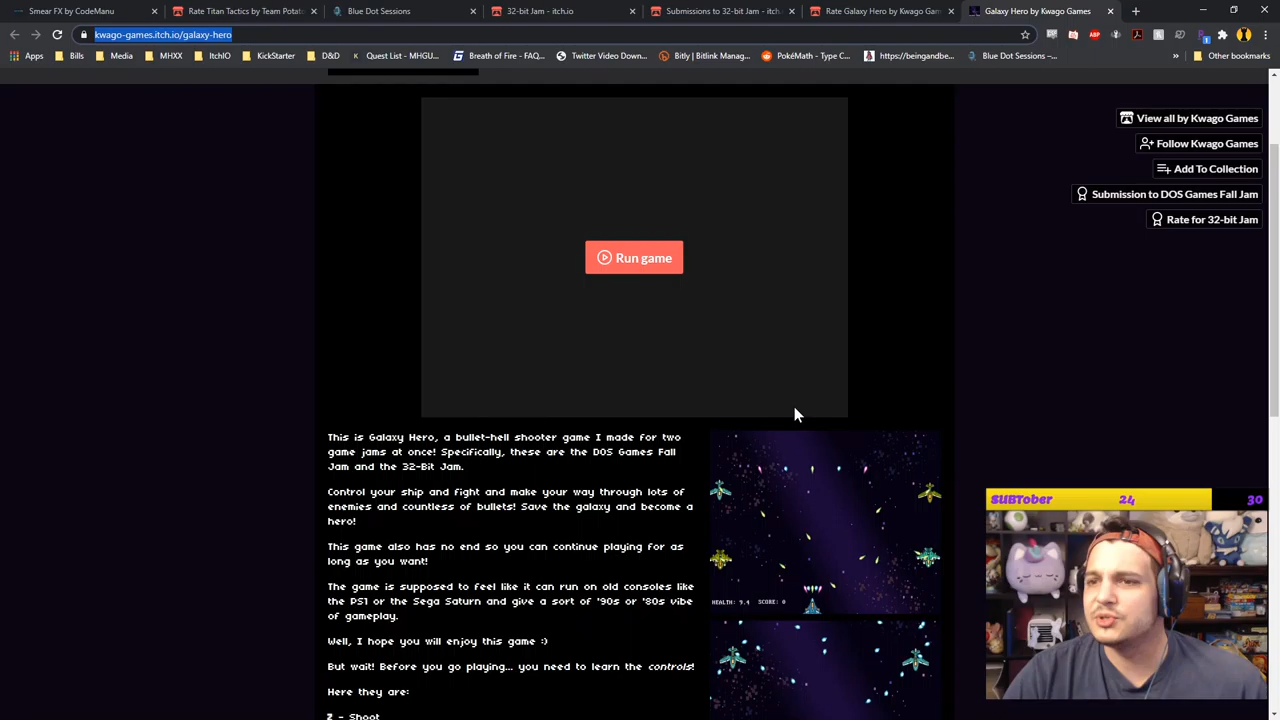 Smear FX by CodeManu
Rate Titan Tactics by Team Potato
Blue Dot Sessions
32-bit Jam - itch.io
Submissions to 32-bit Jam - itch.i
Rate Galaxy Hero by Kwago Gam
Galaxy Hero by Kwago Games
kwago-games.itch.io/galaxy-hero
Apps
Bills
Media
MHXX
ItchIO
KickStarter
D&D
Quest List - MHGU...
Breath of Fire - FAQ...
Twitter Video Down...
Bitly | Bitlink Manag...
PokéMath - Type C...
https://beingandbe...
Blue Dot Sessions –...
Other bookmarks
View all by Kwago Games
Follow Kwago Games
Add To Collection
Submission to DOS Games Fall Jam
Rate for 32-bit Jam
Run game
This is Galaxy Hero, a bullet-hell shooter game I made for two
game jams at once! Specifically, these are the DOS Games Fall
Jam and the 32-Bit Jam.
Control your ship and fight and make your way through lots of
enemies and countless of bullets! Save the galaxy and become a
hero!
This game also has no end so you can continue playing for as
long as you want!
The game is supposed to feel like it can run on old consoles like
the PS1 or the Sega Saturn and give a sort of '90s or '80s vibe
of gameplay.
Well, I hope you will enjoy this game :)
But wait! Before you go playing... you need to learn the controls!
Here they are:
Z - Shoot
HEALTH: 9.4 SCORE: 0
SUBTober 24 30